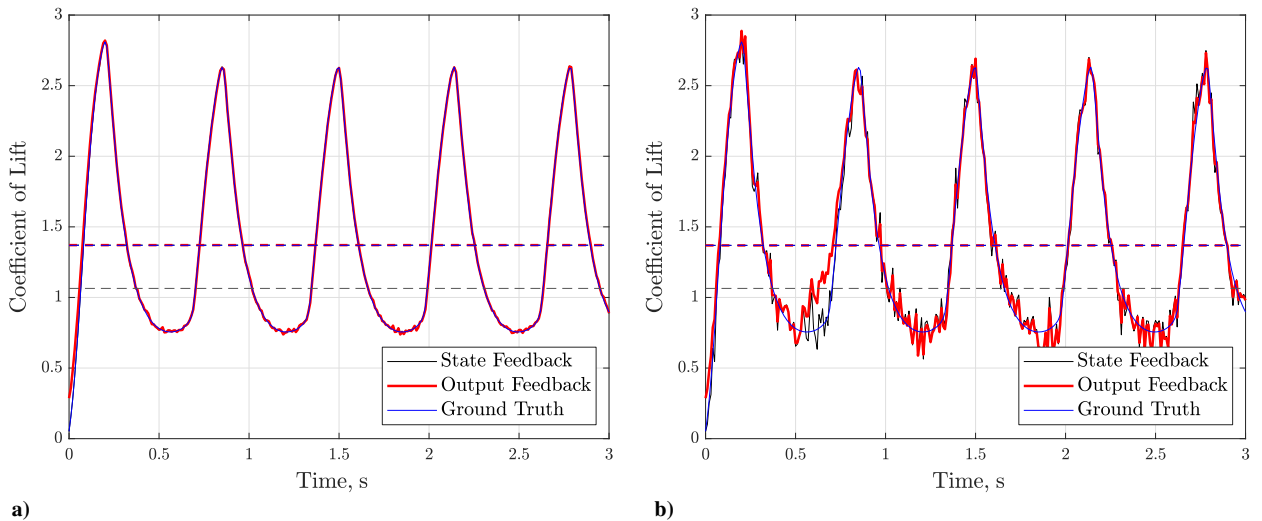 3
2.5
2
1.5
1
0.5
0
Coefficient of Lift
State Feedback
Output Feedback
Ground Truth
0 0.5 1 1.5 2 2.5 3
Time, s
a)
3
2.5
2
1.5
1
0.5
0
Coefficient of Lift
State Feedback
Output Feedback
Ground Truth
0 0.5 1 1.5 2 2.5 3
Time, s
b)